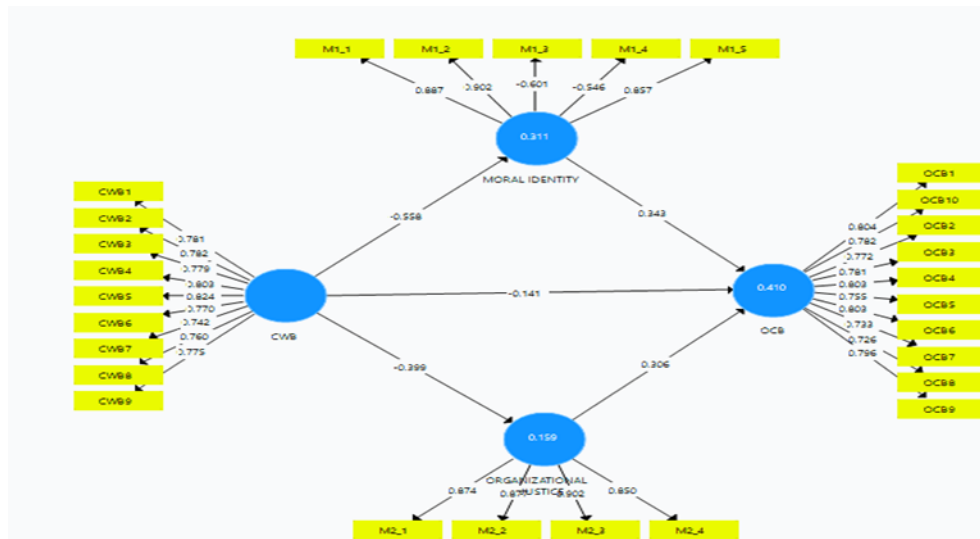 M1_1 M1_2 M1_3 M1_4 M1_5
0.887 0.902 -0.601 -0.546 0.857
0.311
MORAL IDENTITY
-0.558 0.343
CWB1
CWB2
CWB3
CWB4
CWB5
CWB6
CWB7
CWB8
CWB9
0.781
0.782
0.779
0.803
0.824
0.770
0.742
0.760
0.775
CWB
-0.141
0.410
OCB
0.804
0.782
0.772
0.781
0.803
0.755
0.803
0.733
0.726
0.796
OCB1
OCB10
OCB2
OCB3
OCB4
OCB5
OCB6
OCB7
OCB8
OCB9
-0.399 0.306
0.159
ORGANIZATIONAL
JUSTICE
0.874 0.902 0.850
M2_1 M2_2 M2_3 M2_4